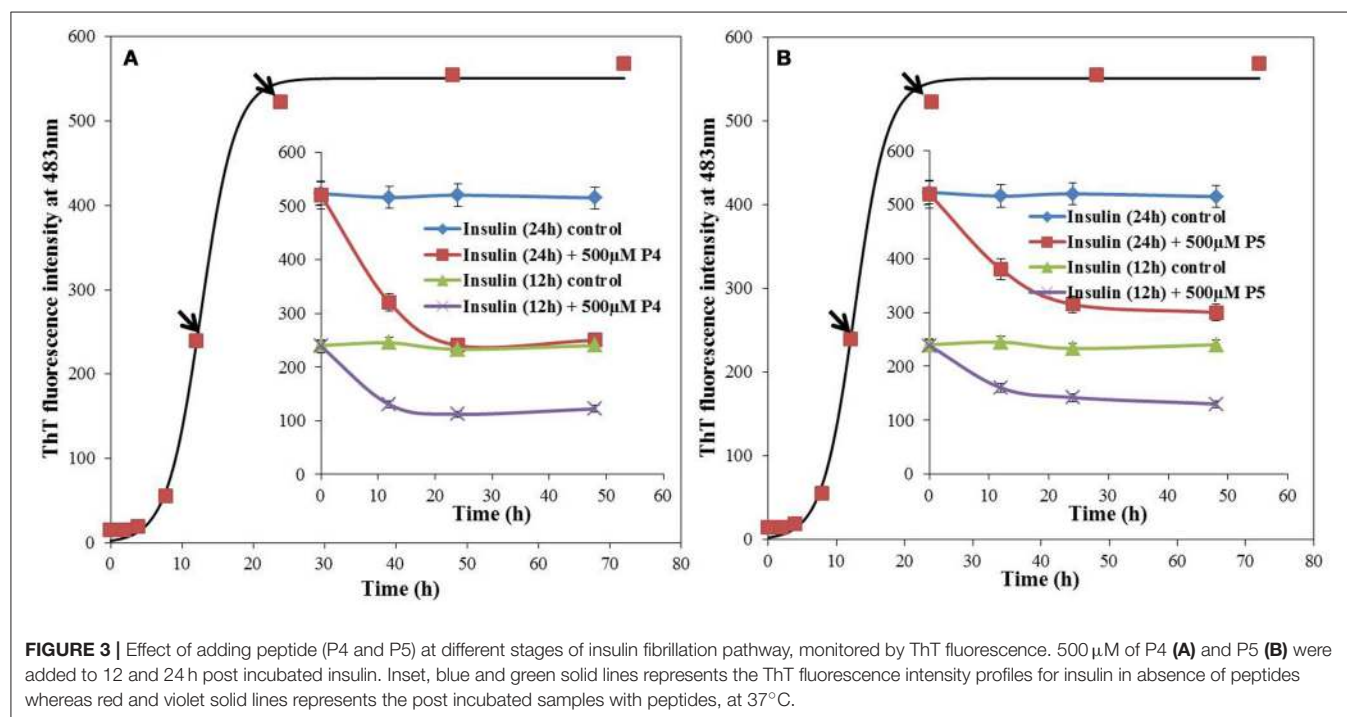 A
ThT fluorescence intensity at 483nm
600
500
400
300
200
100
0
0 10 20 30 40 50 60 70 80
Time (h)
600
500
400
300
200
100
0
0 10 20 30 40 50 60
Time (h)
Insulin (24h) control
Insulin (24h) + 500µM P4
Insulin (12h) control
Insulin (12h) + 500µM P4
B
ThT fluorescence intensity at 483nm
600
500
400
300
200
100
0
0 10 20 30 40 50 60 70 80
Time (h)
600
500
400
300
200
100
0
0 10 20 30 40 50 60
Time (h)
Insulin (24h) control
Insulin (24h) + 500µM P5
Insulin (12h) control
Insulin (12h) + 500µM P5
FIGURE 3 | Effect of adding peptide (P4 and P5) at different stages of insulin fibrillation pathway, monitored by ThT fluorescence. 500 µM of P4 (A) and P5 (B) were
added to 12 and 24 h post incubated insulin. Inset, blue and green solid lines represents the ThT fluorescence intensity profiles for insulin in absence of peptides
whereas red and violet solid lines represents the post incubated samples with peptides, at 37°C.